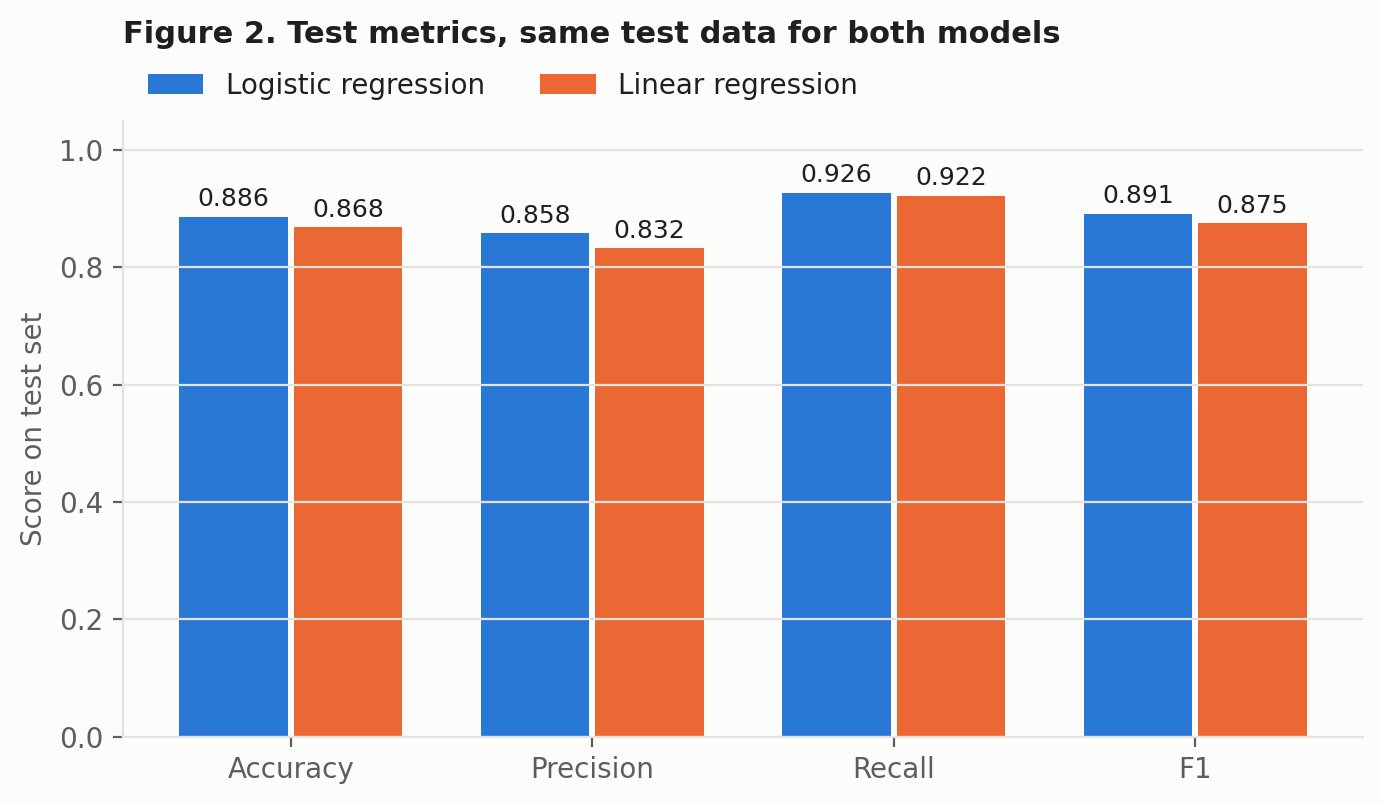 Figure 2. Test metrics, same test data for both models
Logistic regression
Linear regression
Score on test set
1.0
0.8
0.6
0.4
0.2
0.0
0.886
0.868
0.858
0.832
0.926
0.922
0.891
0.875
Accuracy
Precision
Recall
F1